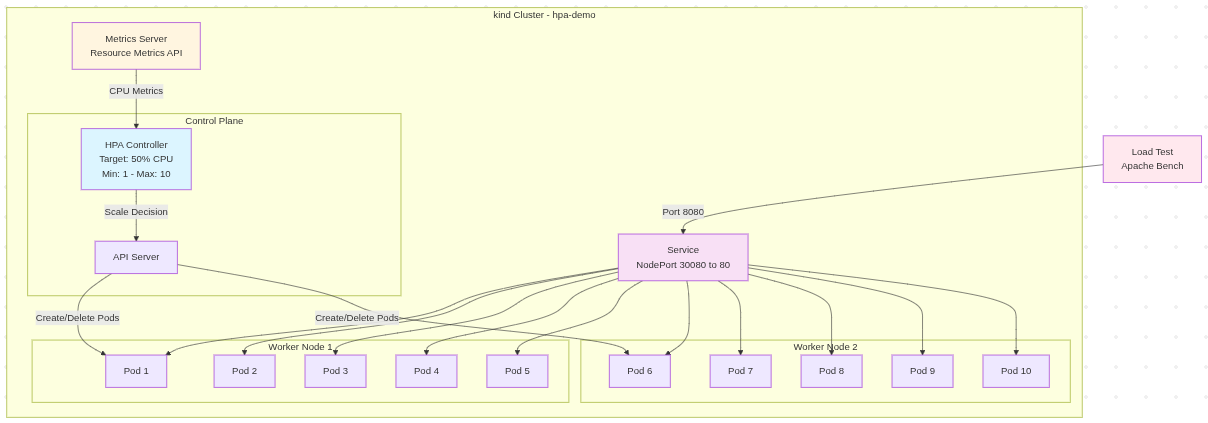 kind Cluster - hpa-demo
Metrics Server
Resource Metrics API
CPU Metrics
Control Plane
HPA Controller
Target: 50% CPU
Min: 1 - Max: 10
Scale Decision
API Server
Load Test
Apache Bench
Port 8080
Service
NodePort 30080 to 80
Create/Delete Pods
Create/Delete Pods
Worker Node 1
Pod 1
Pod 2
Pod 3
Pod 4
Pod 5
Worker Node 2
Pod 6
Pod 7
Pod 8
Pod 9
Pod 10